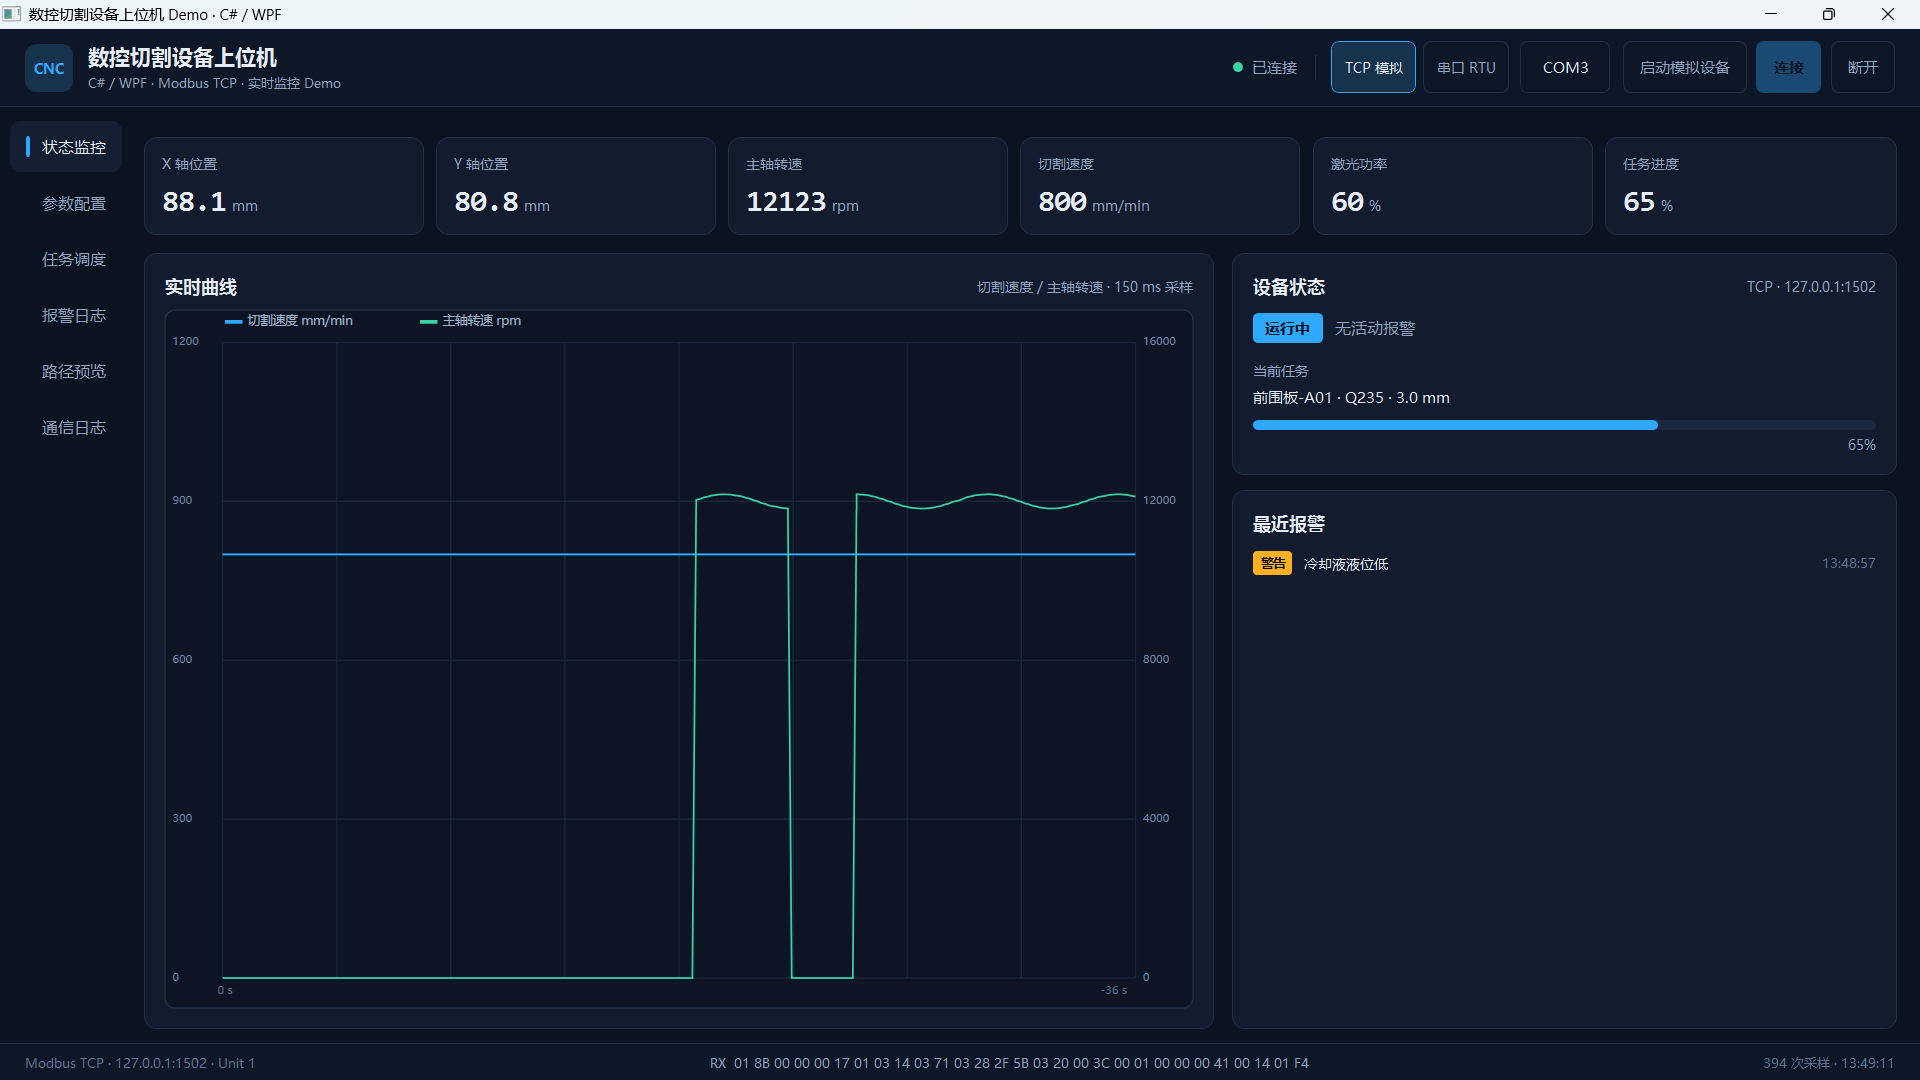 数控切割设备上位机 Demo · C# / WPF
CNC
数控切割设备上位机
C# / WPF · Modbus TCP · 实时监控 Demo
已连接
TCP 模拟
串口 RTU
COM3
启动模拟设备
连接
断开
状态监控
参数配置
任务调度
报警日志
路径预览
通信日志
X 轴位置
88.1 mm
Y 轴位置
80.8 mm
主轴转速
12123 rpm
切割速度
800 mm/min
激光功率
60 %
任务进度
65 %
实时曲线
切割速度 / 主轴转速 · 150 ms 采样
切割速度 mm/min
主轴转速 rpm
1200
900
600
300
0
16000
12000
8000
4000
0
0 s
-36 s
设备状态
TCP · 127.0.0.1:1502
运行中
无活动报警
当前任务
前围板-A01 · Q235 · 3.0 mm
65%
最近报警
警告
冷却液液位低
13:48:57
Modbus TCP · 127.0.0.1:1502 · Unit 1
RX 01 8B 00 00 00 17 01 03 14 03 71 03 28 2F 5B 03 20 00 3C 00 01 00 00 00 41 00 14 01 F4
394 次采样 · 13:49:11